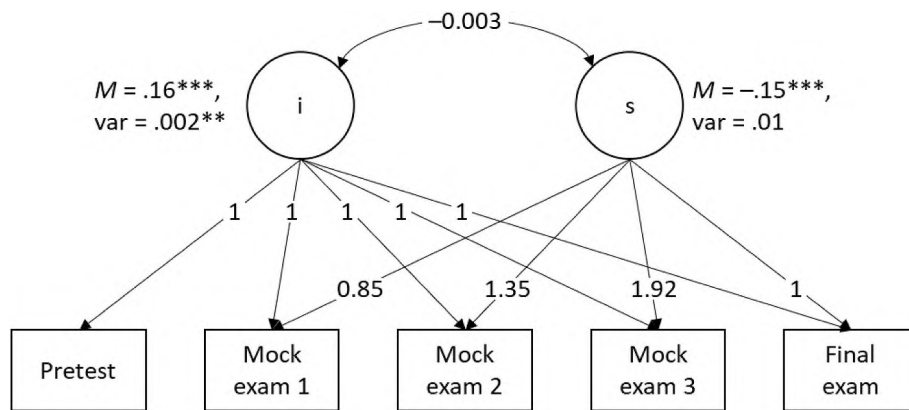 –0.003
M = .16***,
var = .002**
i
s
M = –.15***,
var = .01
1 1 1 1 1
0.85 1.35 1.92 1
Pretest
Mock
exam 1
Mock
exam 2
Mock
exam 3
Final
exam